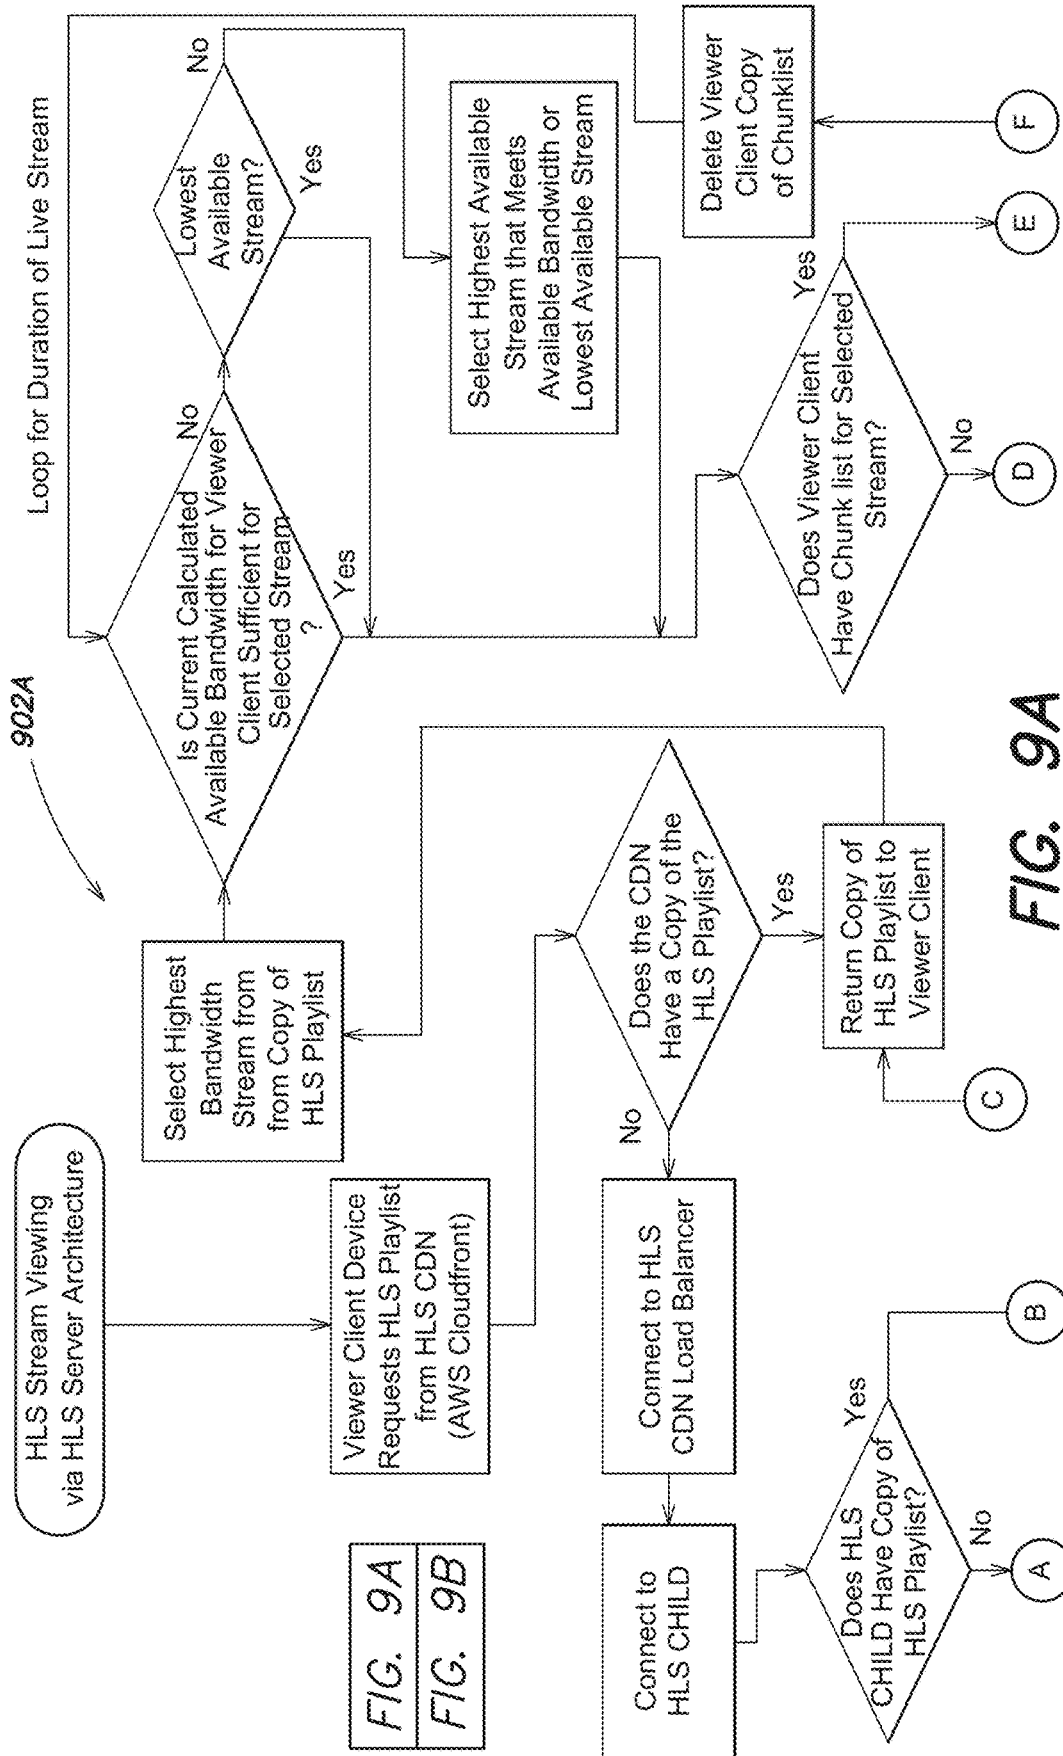 HLS Stream Viewing
via HLS Server Architecture
Viewer Client Device
Requests HLS Playlist
from HLS CDN
(AWS Cloudfront)
Does the CDN
Have a Copy of the
HLS Playlist?
No
Yes
Connect to HLS
CDN Load Balancer
Connect to
HLS CHILD
Does HLS
CHILD Have Copy of
HLS Playlist?
Yes
No
A
B
C
Return Copy of
HLS Playlist to
Viewer Client
Select Highest
Bandwidth
Stream from
from Copy of
HLS Playlist
902A
Loop for Duration of Live Stream
Is Current Calculated
Available Bandwidth for Viewer
Client Sufficient for
Selected Stream
?
No
Yes
Lowest
Available
Stream?
No
Yes
Select Highest Available
Stream that Meets
Available Bandwidth or
Lowest Available Stream
Does Viewer Client
Have Chunk list for Selected
Stream?
Yes
No
D
E
F
Delete Viewer
Client Copy
of Chunklist
FIG. 9A
FIG. 9B
FIG. 9A